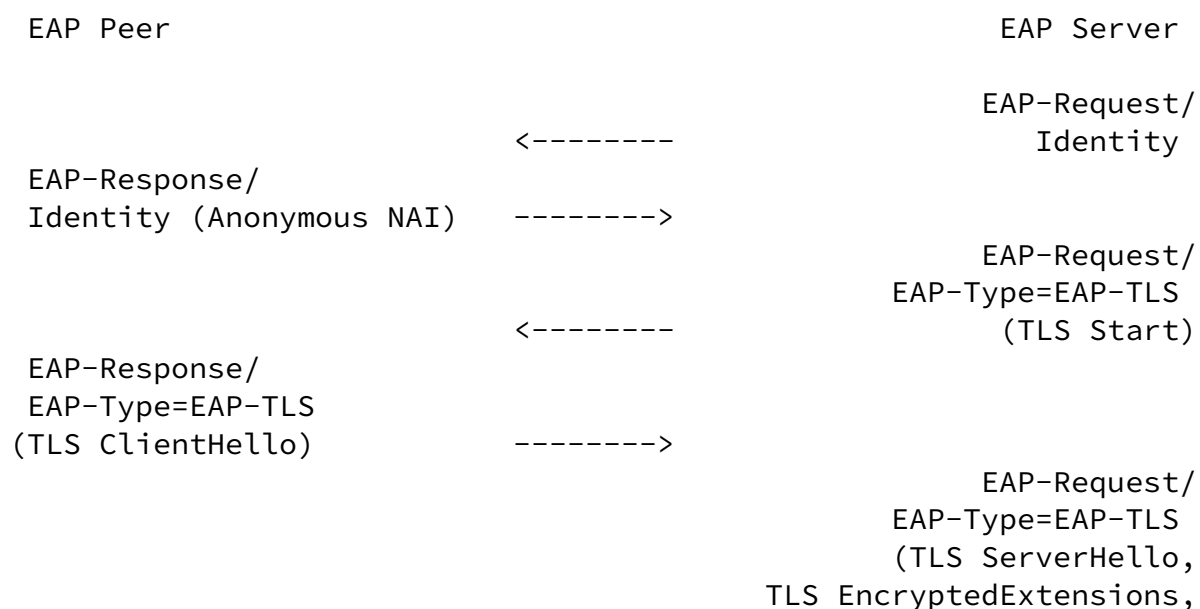 EAP Peer                                                      EAP Server
                                                            EAP-Request/
                                 <--------                      Identity
EAP-Response/
Identity (Anonymous NAI)         -------->
                                                            EAP-Request/
                                                       EAP-Type=EAP-TLS
                                 <--------                   (TLS Start)
EAP-Response/
EAP-Type=EAP-TLS
(TLS ClientHello)                -------->
                                                            EAP-Request/
                                                       EAP-Type=EAP-TLS
                                                       (TLS ServerHello,
                                                TLS EncryptedExtensions,